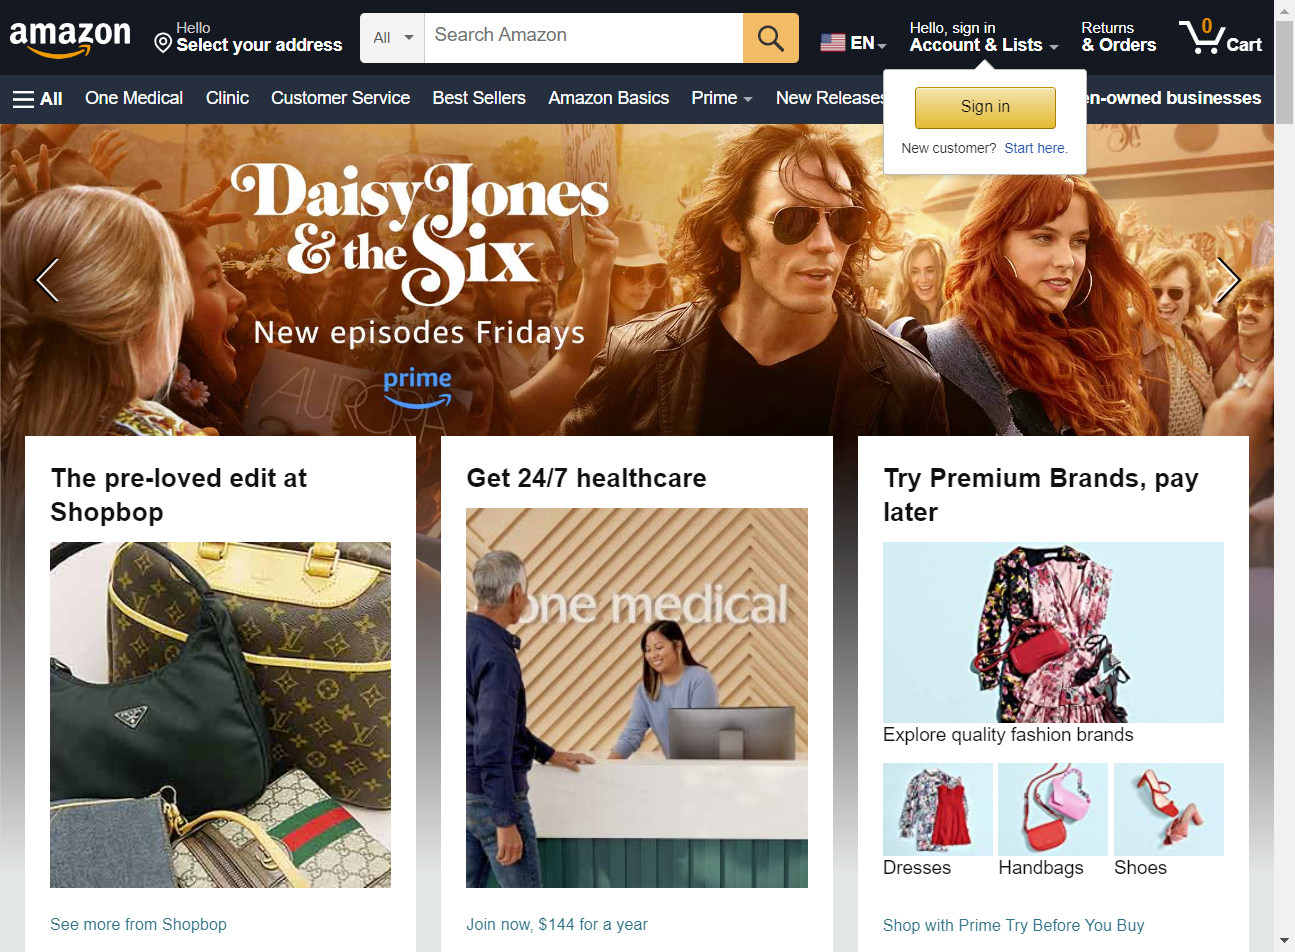 amazon
Hello
Select your address
All
Search Amazon
EN
Hello, sign in
Account & Lists
Returns
& Orders
0
Cart
All
One Medical
Clinic
Customer Service
Best Sellers
Amazon Basics
Prime
New Releases
en-owned businesses
Sign in
New customer? Start here.
Daisy Jones
& the Six
New episodes Fridays
prime
AURORA
The pre-loved edit at
Shopbop
PRADA
See more from Shopbop
Get 24/7 healthcare
one medical
Join now, $144 for a year
Try Premium Brands, pay
later
Explore quality fashion brands
Dresses
Handbags
Shoes
Shop with Prime Try Before You Buy